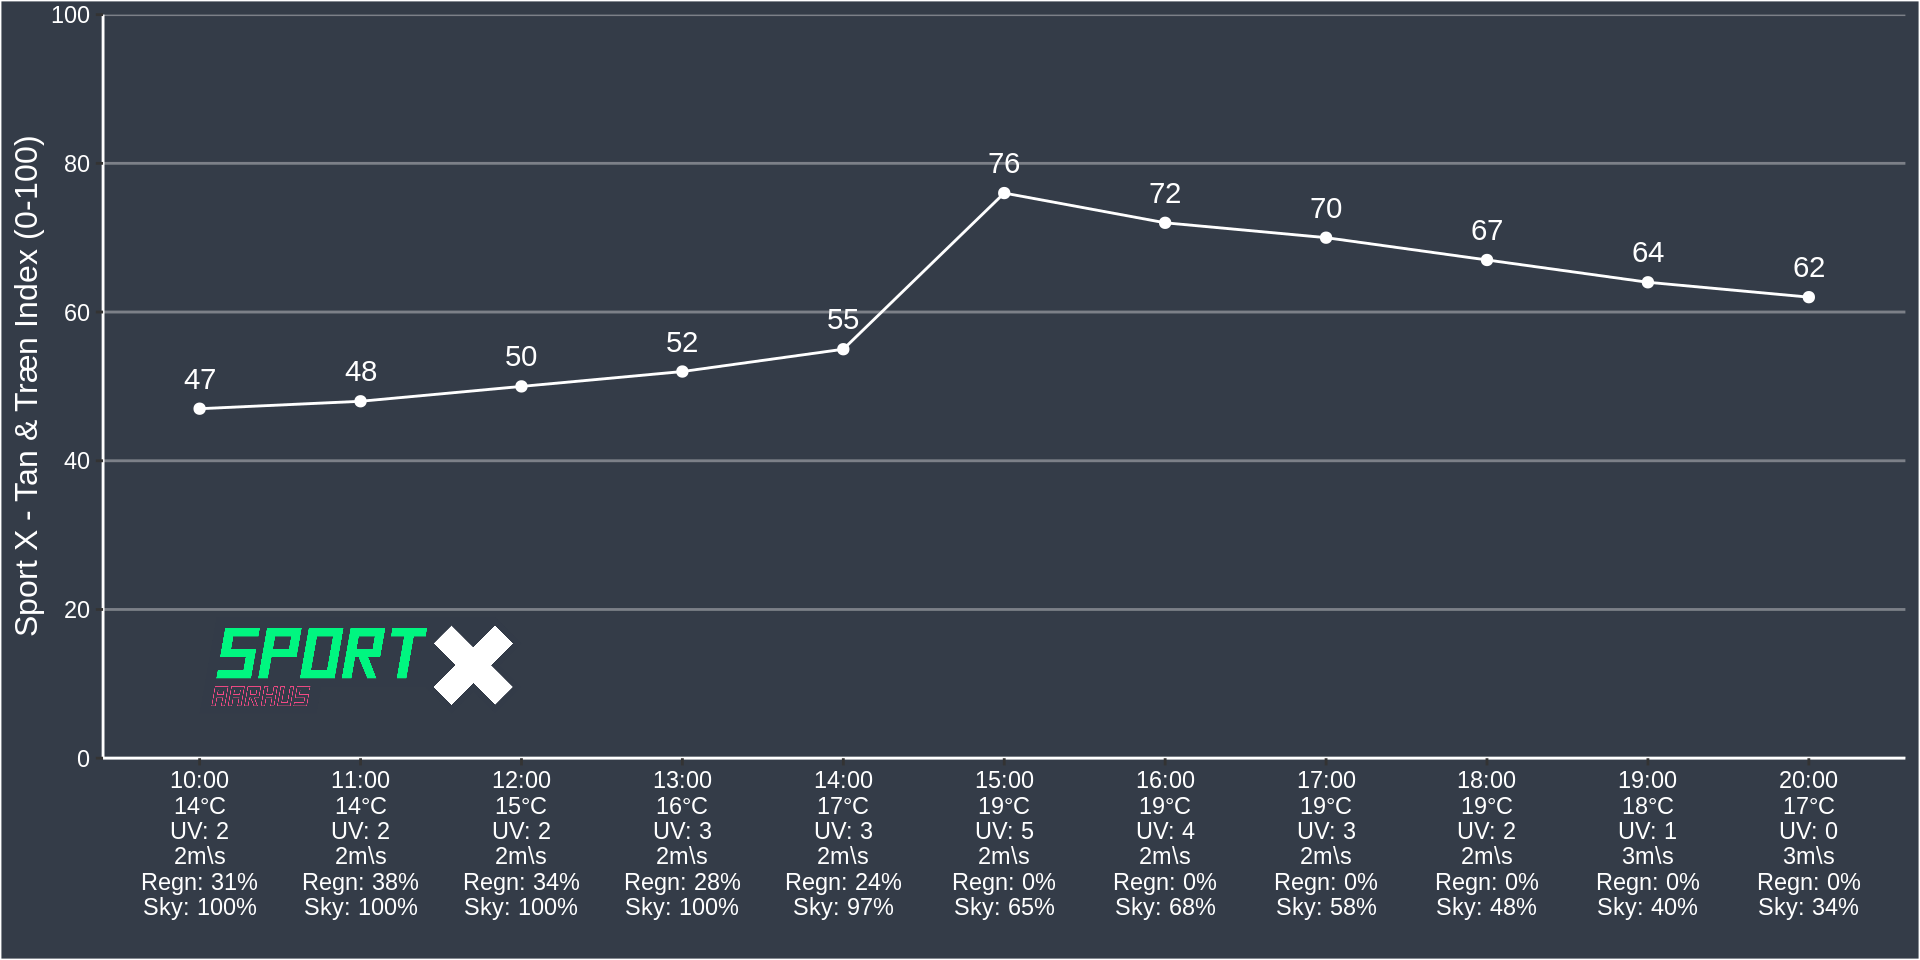 Sport X - Tan & Træn Index (0-100)
100
80
60
40
20
0
47
48
50
52
55
76
72
70
67
64
62
SPORT X
AARHUS
10:00 11:00 12:00 13:00 14:00 15:00 16:00 17:00 18:00 19:00 20:00
14°C 14°C 15°C 16°C 17°C 19°C 19°C 19°C 19°C 18°C 17°C
UV: 2 UV: 2 UV: 2 UV: 3 UV: 3 UV: 5 UV: 4 UV: 3 UV: 2 UV: 1 UV: 0
2m\s 2m\s 2m\s 2m\s 2m\s 2m\s 2m\s 2m\s 2m\s 3m\s 3m\s
Regn: 31% Regn: 38% Regn: 34% Regn: 28% Regn: 24% Regn: 0% Regn: 0% Regn: 0% Regn: 0% Regn: 0% Regn: 0%
Sky: 100% Sky: 100% Sky: 100% Sky: 100% Sky: 97% Sky: 65% Sky: 68% Sky: 58% Sky: 48% Sky: 40% Sky: 34%